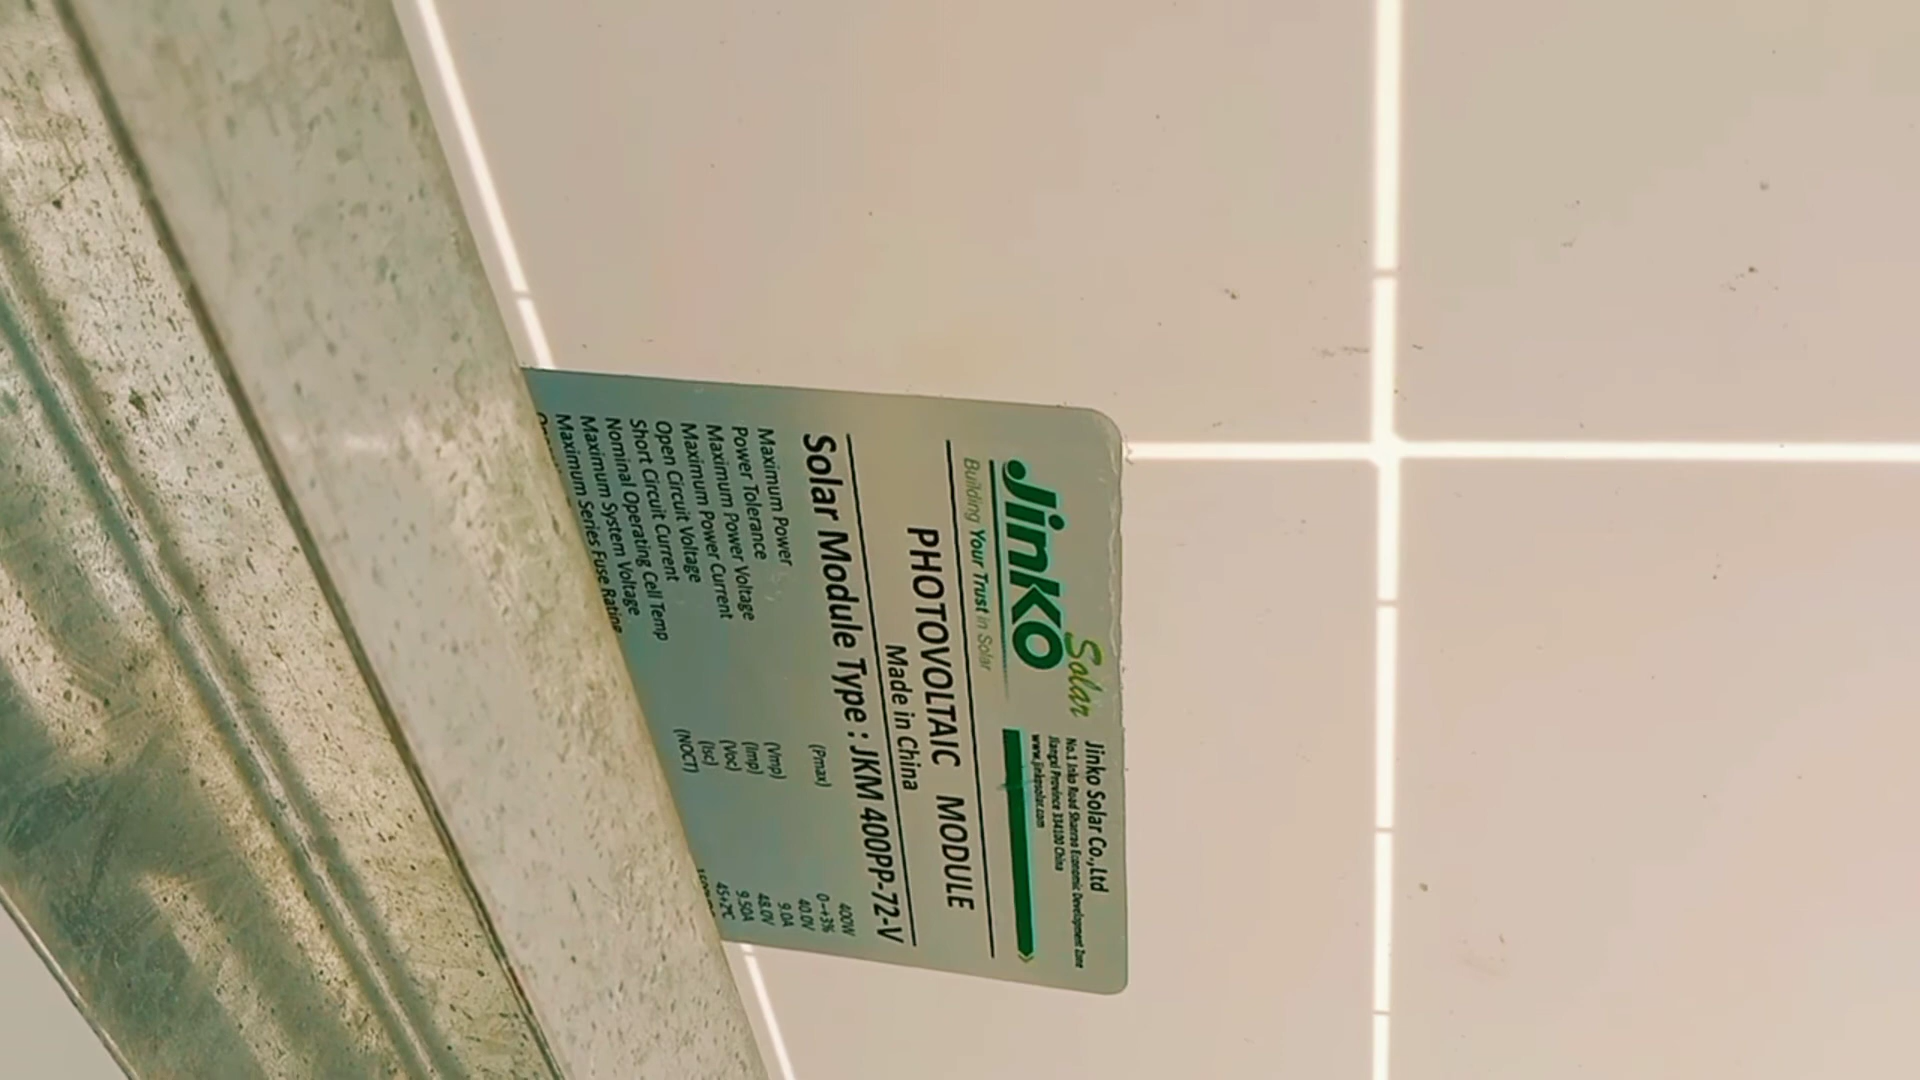 Jinko Solar
Building Your Trust in Solar
Jinko Solar Co.,Ltd
No.1 Jinko Road Shanrao Economic Development Zone
Jiangxi Province 334100 China
www.jinkosolar.com
PHOTOVOLTAIC MODULE
Made in China
Solar Module Type : JKM 400PP-72-V
Maximum Power (Pmax) 400W
Power Tolerance 0~+3%
Maximum Power Voltage (Vmp) 40.0V
Maximum Power Current (Imp) 9.0A
Open Circuit Voltage (Voc) 48.0V
Short Circuit Current (Isc) 9.50A
Nominal Operating Cell Temp (NOCT) 45±2℃
Maximum System Voltage
Maximum Series Fuse Rating